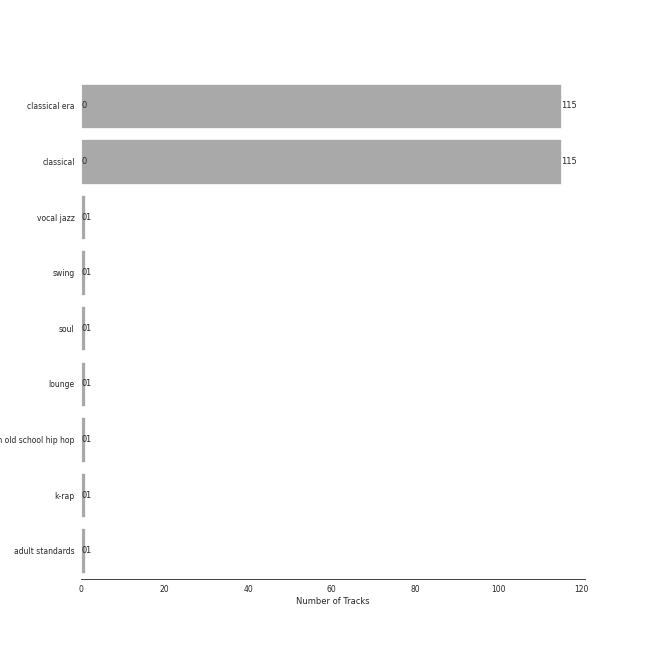 classical era 0 115
classical 0 115
vocal jazz 01
swing 01
soul 01
lounge 01
old school hip hop 01
k-rap 01
adult standards 01
0 20 40 60 80 100 120
Number of Tracks